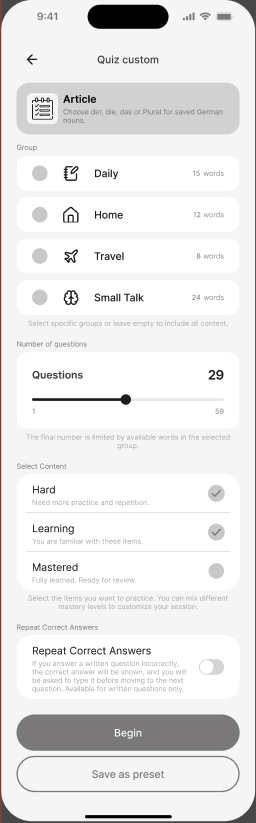 9:41
Quiz custom
Article
Choose der, die, das or Plural for saved German
nouns.
Group
Daily
15 words
Home
12 words
Travel
8 words
Small Talk
24 words
Select specific groups or leave empty to include all content.
Number of questions
Questions
29
1
59
The final number is limited by available words in the selected
group.
Select Content
Hard
Need more practice and repetition.
Learning
You are familiar with these items.
Mastered
Fully learned. Ready for review.
Select the items you want to practice. You can mix different
mastery levels to customize your session.
Repeat Correct Answers
Repeat Correct Answers
If you answer a written question incorrectly,
the correct answer will be shown, and you will
be asked to type it before moving to the next
question. Available for written questions only.
Begin
Save as preset